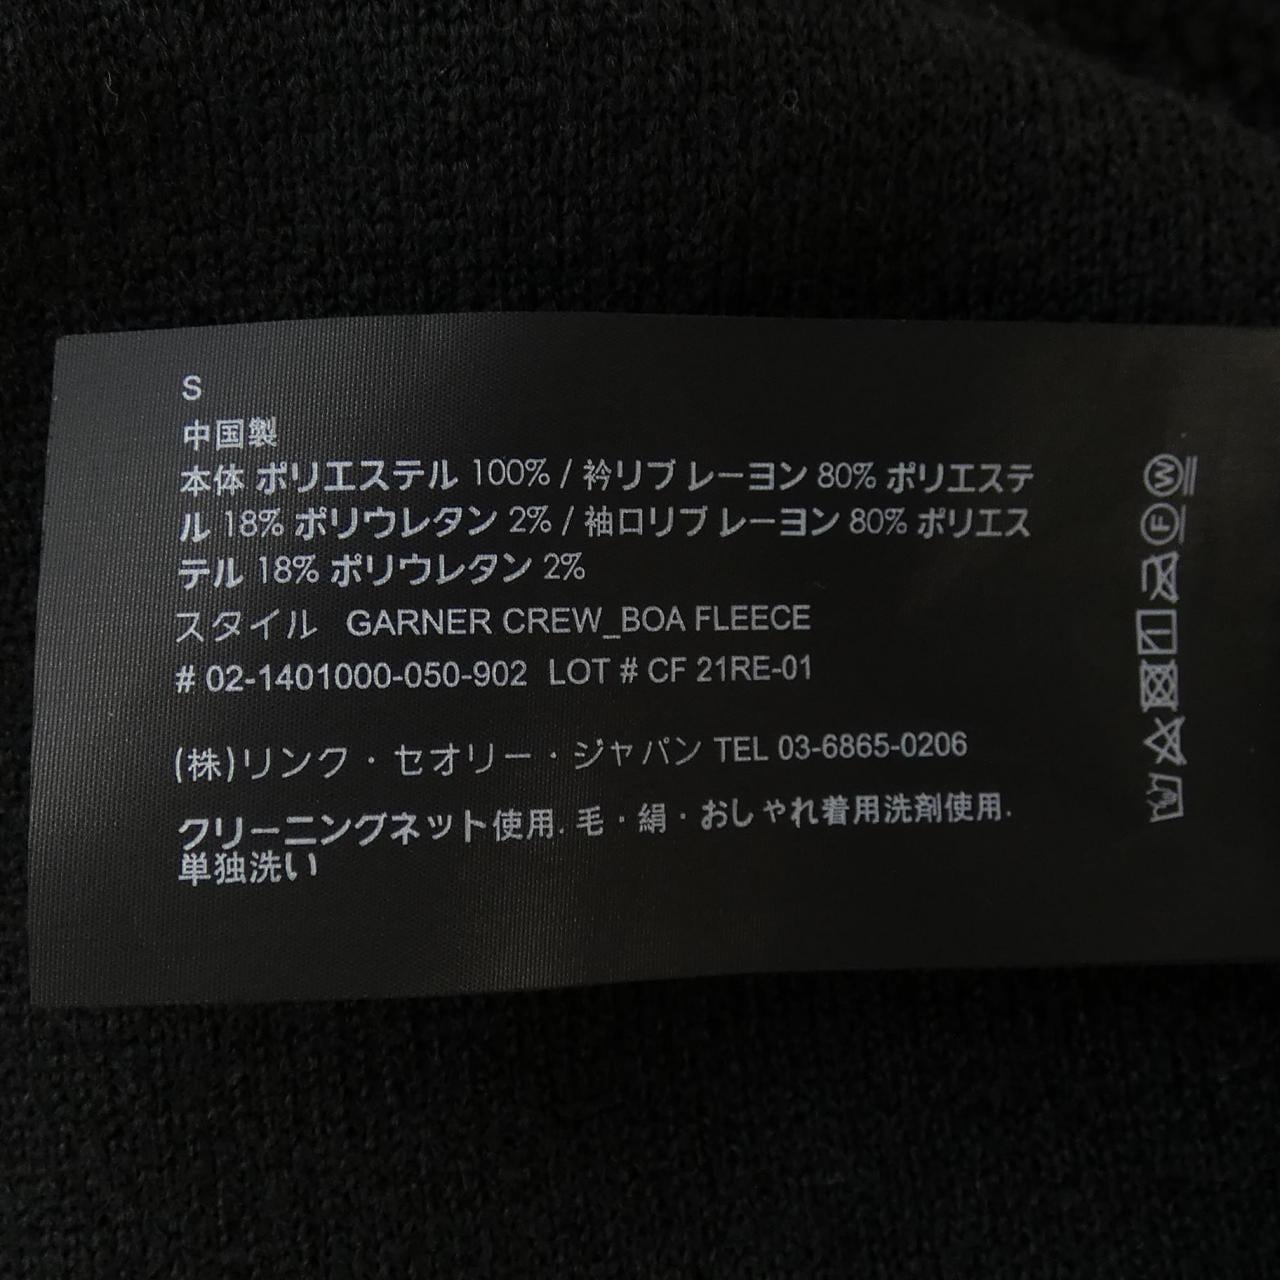 S
中国製
本体 ポリエステル 100% / 衿リブ レーヨン 80% ポリエステ
ル 18% ポリウレタン 2% / 袖口リブ レーヨン 80% ポリエス
テル 18% ポリウレタン 2%
スタイル GARNER CREW_BOA FLEECE
# 02-1401000-050-902 LOT # CF 21RE-01
(株)リンク・セオリー・ジャパン TEL 03-6865-0206
クリーニングネット使用. 毛・絹・おしゃれ着用洗剤使用.
単独洗い
W
F